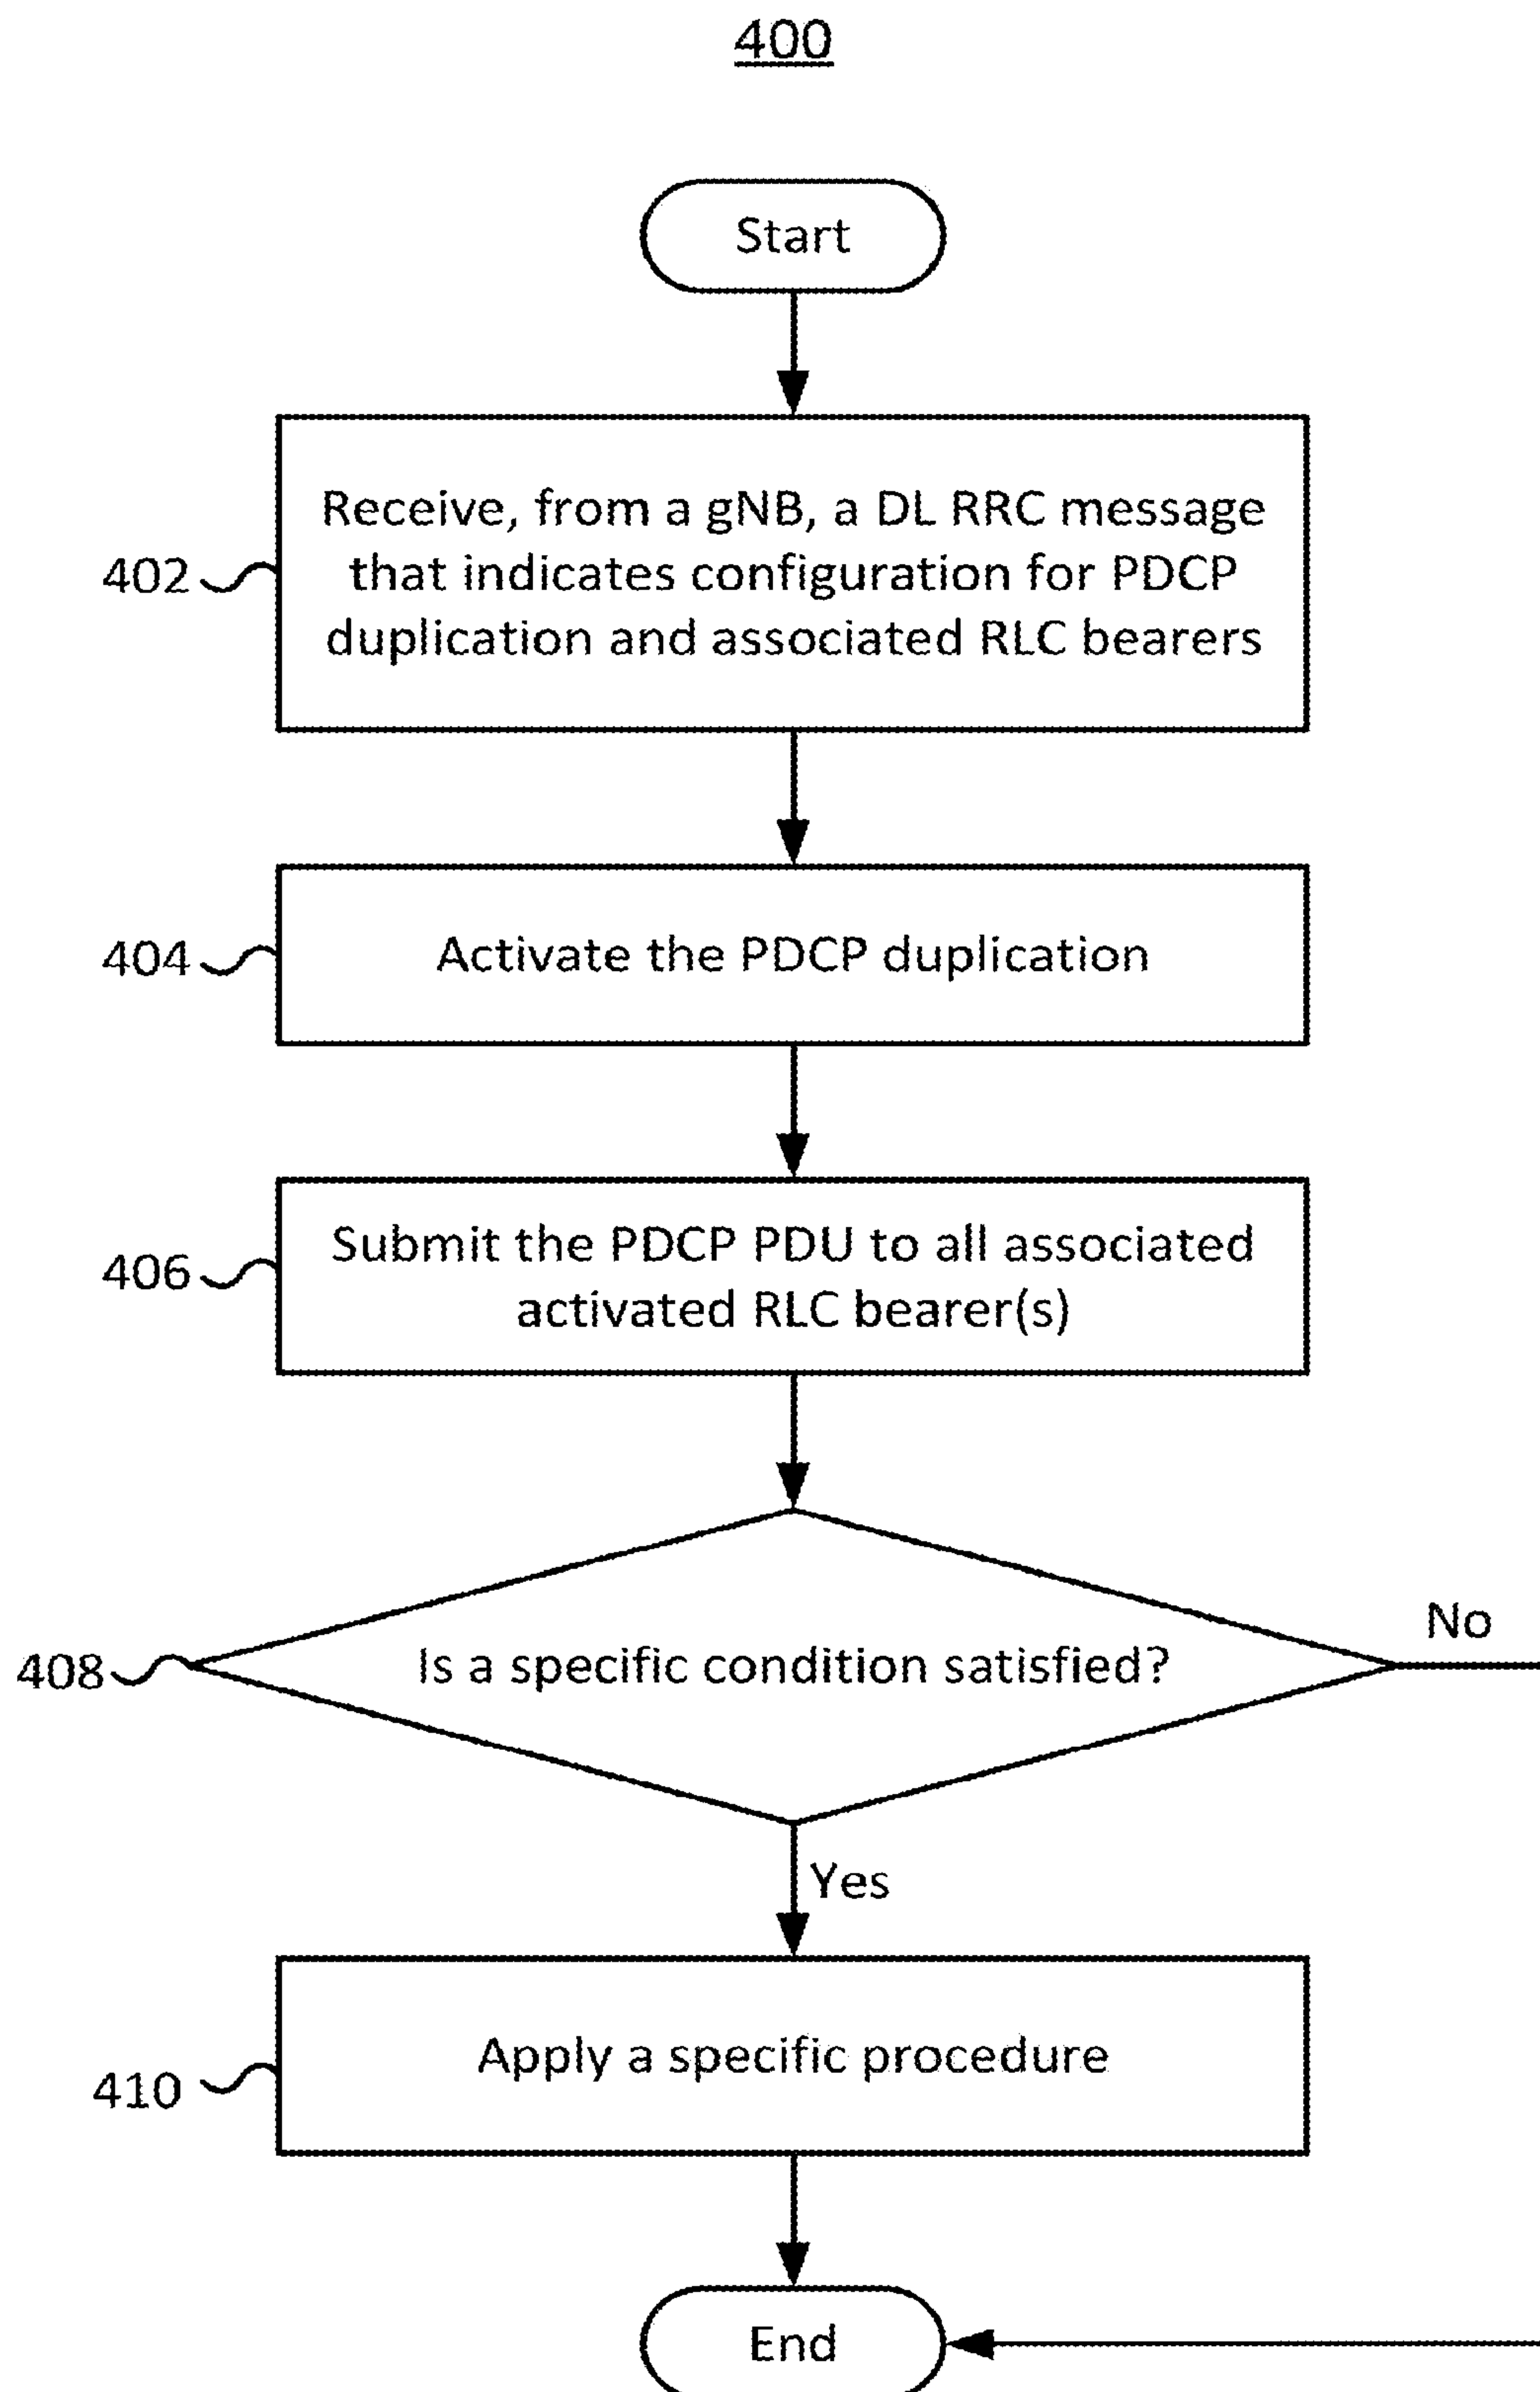 400
Start
402
Receive, from a gNB, a DL RRC message
that indicates configuration for PDCP
duplication and associated RLC bearers
404
Activate the PDCP duplication
406
Submit the PDCP PDU to all associated
activated RLC bearer(s)
408
Is a specific condition satisfied?
No
Yes
410
Apply a specific procedure
End